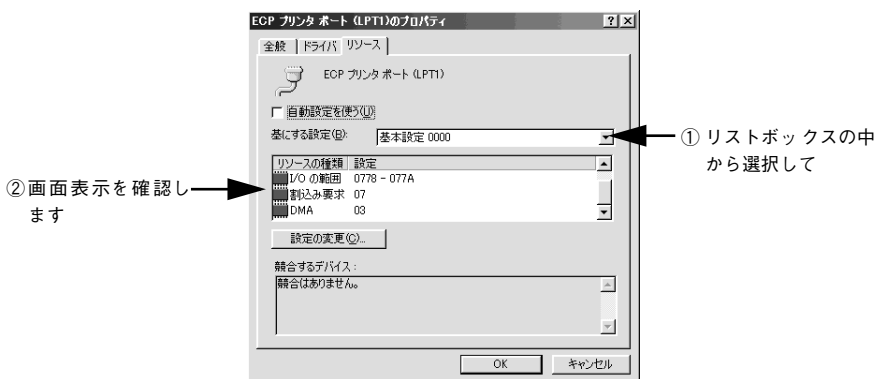 ECP プリンタ ポート (LPT1)のプロパティ
全般 ドライバ リソース
ECP プリンタ ポート (LPT1)
自動設定を使う(U)
基にする設定(B): 基本設定 0000
① リストボックスの中
から選択して
リソースの種類 設定
I/O の範囲 0778 - 077A
割込み要求 07
DMA 03
②画面表示を確認し
ます
設定の変更(C)...
競合するデバイス :
競合はありません。
OK キャンセル